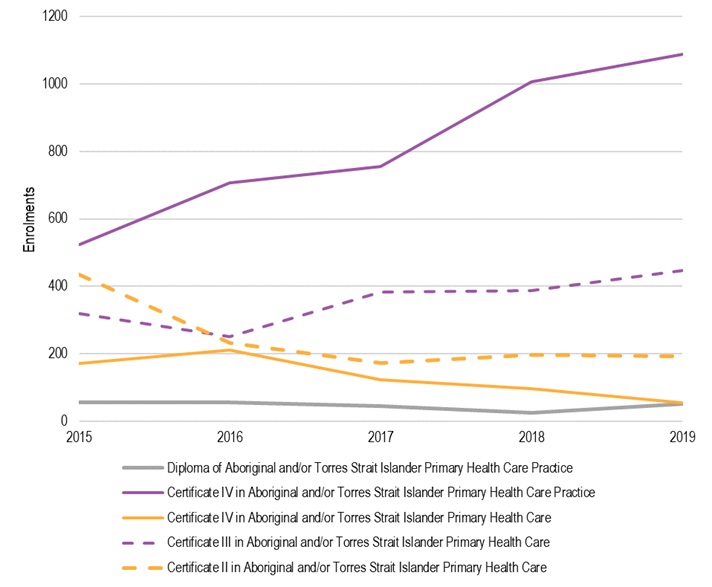 1200
1000
800
600
400
200
0
Enrolments
2015 2016 2017 2018 2019
Diploma of Aboriginal and/or Torres Strait Islander Primary Health Care Practice
Certificate IV in Aboriginal and/or Torres Strait Islander Primary Health Care Practice
Certificate IV in Aboriginal and/or Torres Strait Islander Primary Health Care
Certificate III in Aboriginal and/or Torres Strait Islander Primary Health Care
Certificate II in Aboriginal and/or Torres Strait Islander Primary Health Care